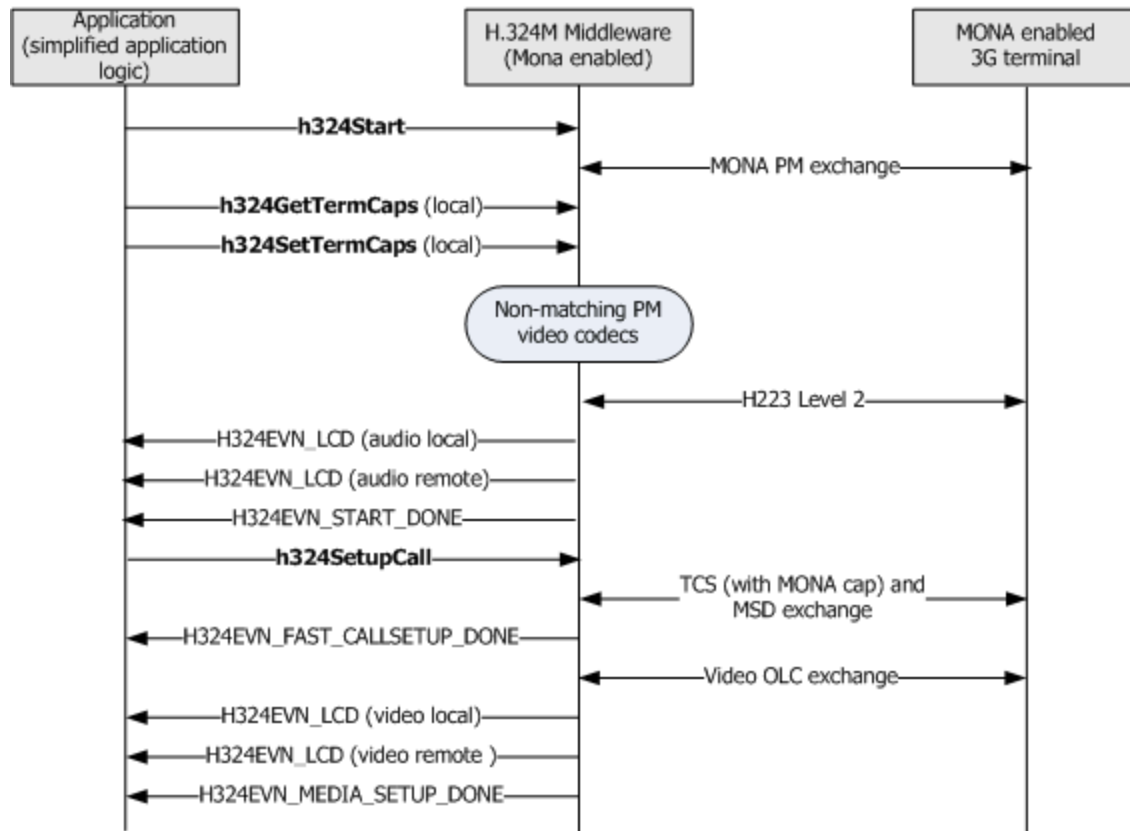 Application
(simplified application
logic)
H.324M Middleware
(Mona enabled)
MONA enabled
3G terminal
h324Start
MONA PM exchange
h324GetTermCaps (local)
h324SetTermCaps (local)
Non-matching PM
video codecs
H223 Level 2
H324EVN_LCD (audio local)
H324EVN_LCD (audio remote)
H324EVN_START_DONE
h324SetupCall
TCS (with MONA cap) and
MSD exchange
H324EVN_FAST_CALLSETUP_DONE
Video OLC exchange
H324EVN_LCD (video local)
H324EVN_LCD (video remote )
H324EVN_MEDIA_SETUP_DONE